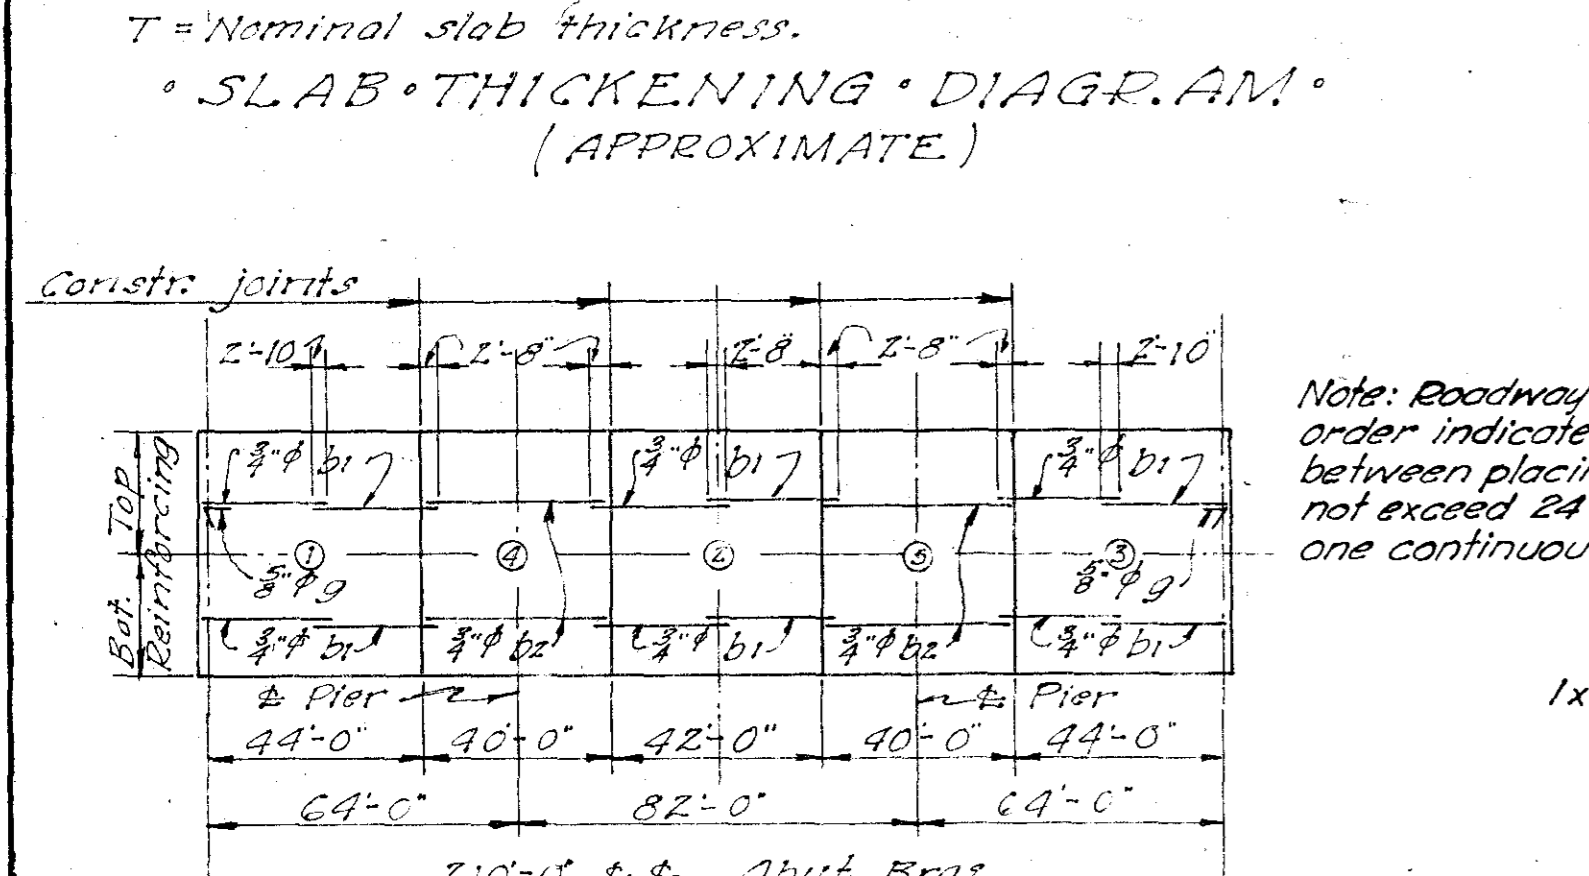 T = Nominal slab thickness.
• SLAB • THICKENING • DIAGRAM •
(APPROXIMATE)
Constr. joints
2'-10" 2'-8" 2'-8" 2'-8" 2'-10"
Note: Roadway
order indicate
between placi
not exceed 24
one continuou
Top
Bot.
Reinforcing
3/4"ϕ b1 3/4"ϕ b1 3/4"ϕ b1
1 4 2 5 3
5/8"ϕ g 5/8"ϕ g
3/4"ϕ b1 3/4"ϕ b2 3/4"ϕ b1 3/4"ϕ b2 3/4"ϕ b1
℄ Pier ℄ Pier
1x
44'-0" 40'-0" 42'-0" 40'-0" 44'-0"
64'-0" 82'-0" 64'-0"
210'-0" ℄-℄ Abut. Brgs.